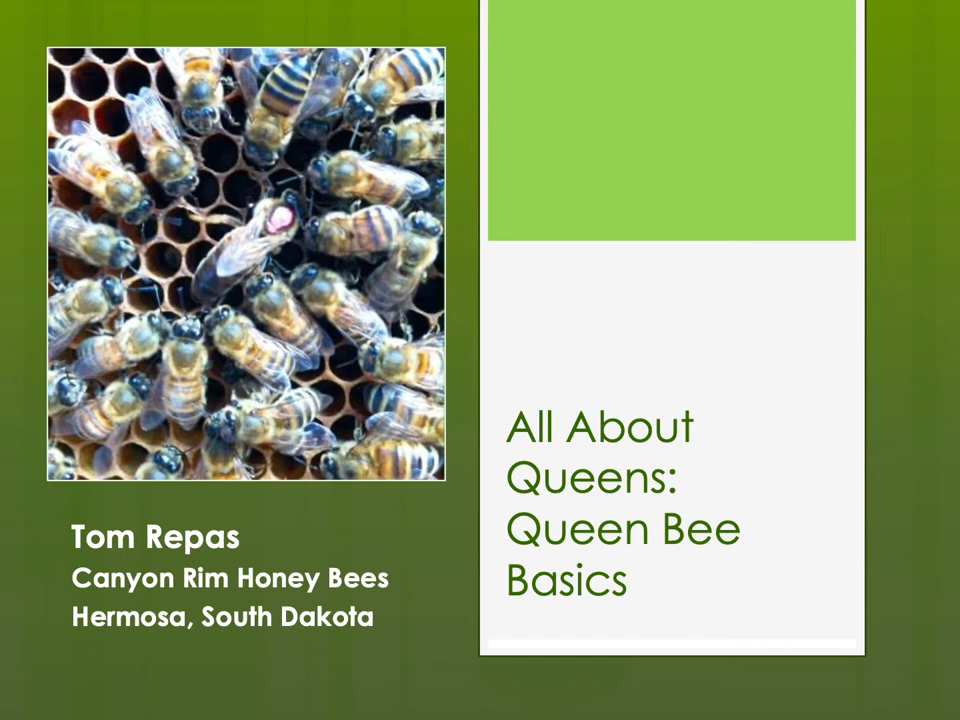 Tom Repas
Canyon Rim Honey Bees
Hermosa, South Dakota
All About
Queens:
Queen Bee
Basics